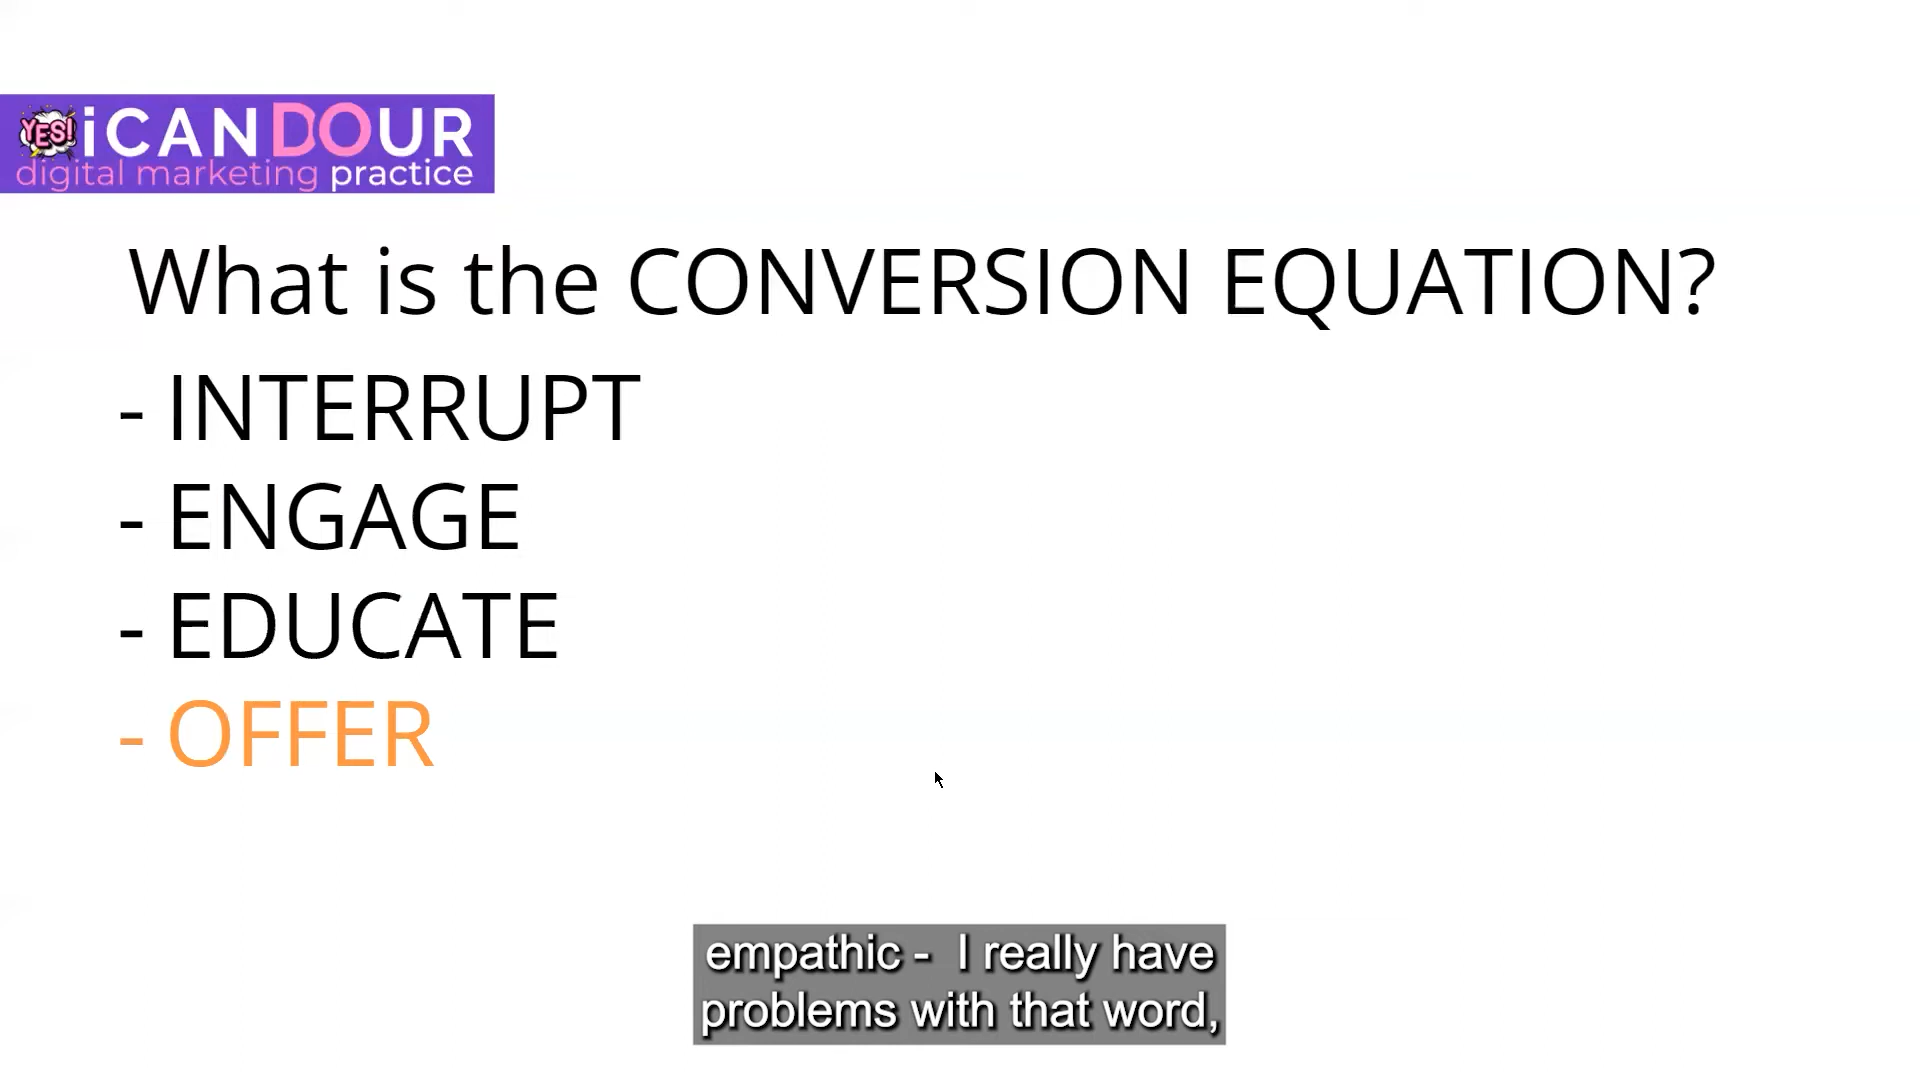 YES! iCANDOUR
digital marketing practice
What is the CONVERSION EQUATION?
- INTERRUPT
- ENGAGE
- EDUCATE
- OFFER
empathic -  I really have
problems with that word,